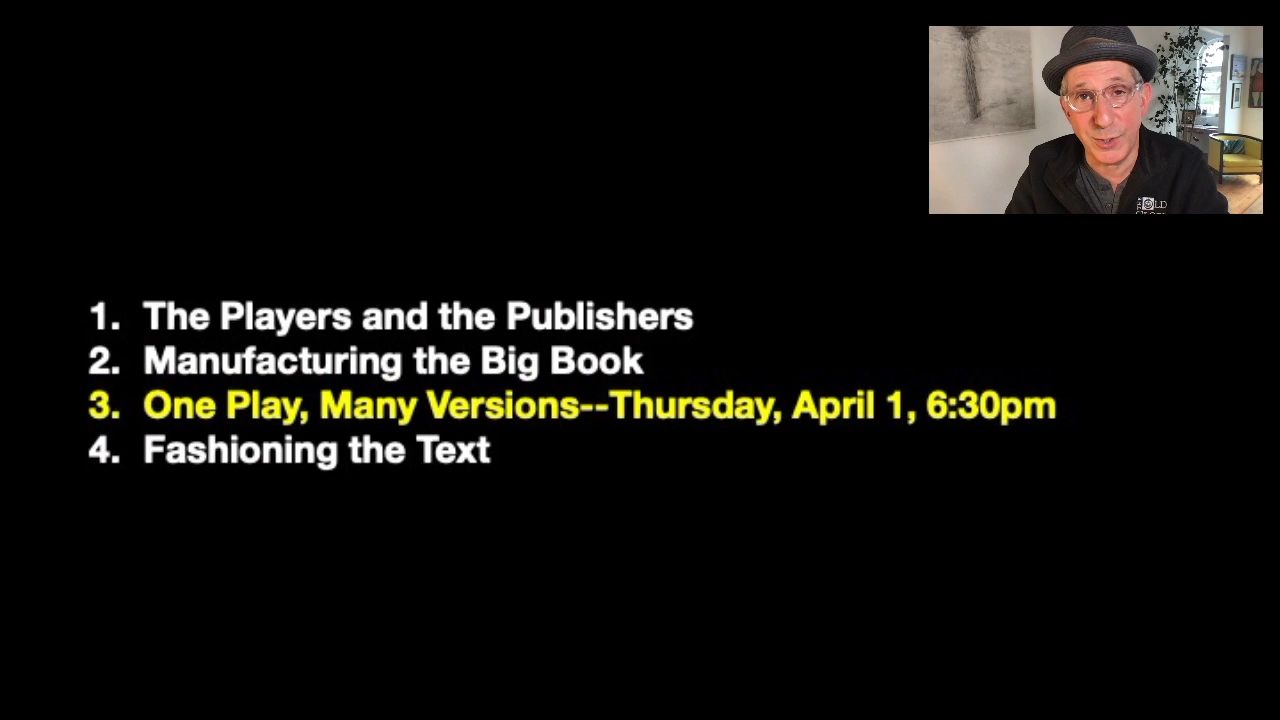 1. The Players and the Publishers
2. Manufacturing the Big Book
3. One Play, Many Versions--Thursday, April 1, 6:30pm
4. Fashioning the Text